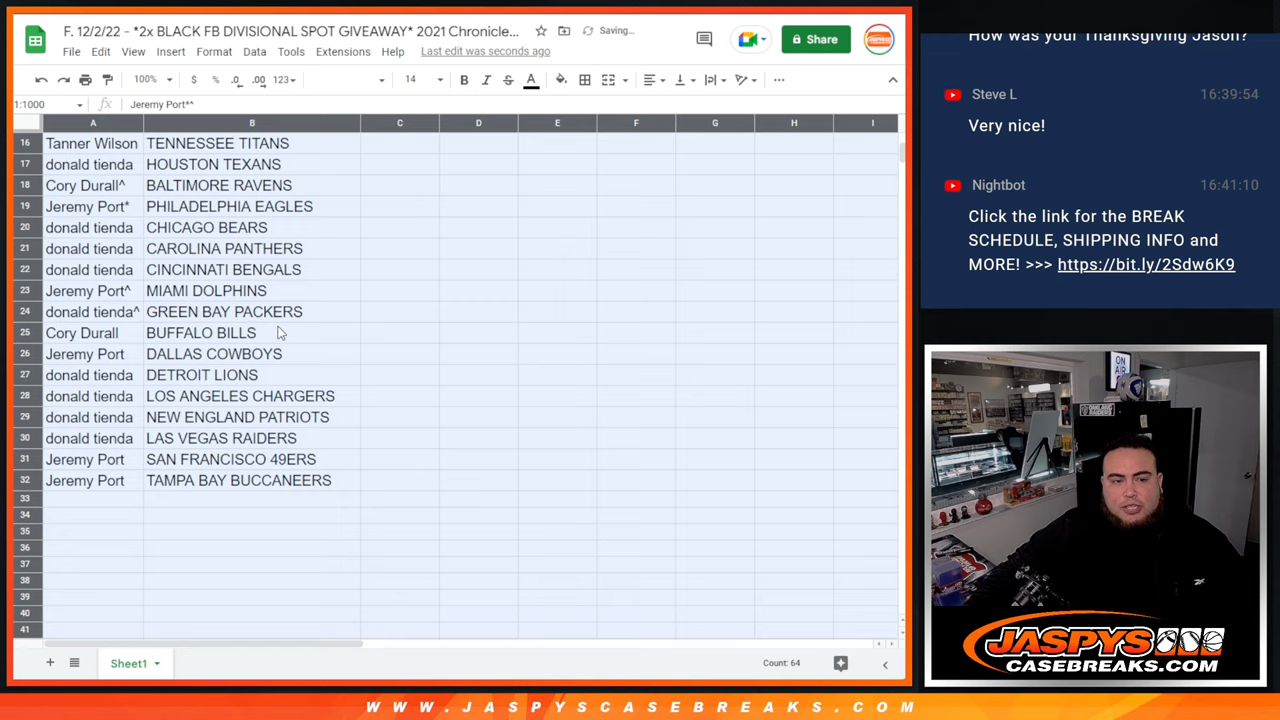 F. 12/2/22 - *2x BLACK FB DIVISIONAL SPOT GIVEAWAY* 2021 Chronicle...
Saving...
File Edit View Insert Format Data Tools Extensions Help Last edit was seconds ago
Share
100% $ % .0 .00 123 14 B I S A
1:1000 fx Jeremy Port*^
A B C D E F G H I
16 Tanner Wilson TENNESSEE TITANS
17 donald tienda HOUSTON TEXANS
18 Cory Durall^ BALTIMORE RAVENS
19 Jeremy Port* PHILADELPHIA EAGLES
20 donald tienda CHICAGO BEARS
21 donald tienda CAROLINA PANTHERS
22 donald tienda CINCINNATI BENGALS
23 Jeremy Port^ MIAMI DOLPHINS
24 donald tienda^ GREEN BAY PACKERS
25 Cory Durall BUFFALO BILLS
26 Jeremy Port DALLAS COWBOYS
27 donald tienda DETROIT LIONS
28 donald tienda LOS ANGELES CHARGERS
29 donald tienda NEW ENGLAND PATRIOTS
30 donald tienda LAS VEGAS RAIDERS
31 Jeremy Port SAN FRANCISCO 49ERS
32 Jeremy Port TAMPA BAY BUCCANEERS
33
34
35
36
37
38
39
40
41
Sheet1
Count: 64
How was your Thanksgiving Jason?
Steve L 16:39:54
Very nice!
Nightbot 16:41:10
Click the link for the BREAK
SCHEDULE, SHIPPING INFO and
MORE! >>> https://bit.ly/2Sdw6K9
ON
AIR
JASPYS
CASEBREAKS.COM
WWW.JASPYSCASEBREAKS.COM